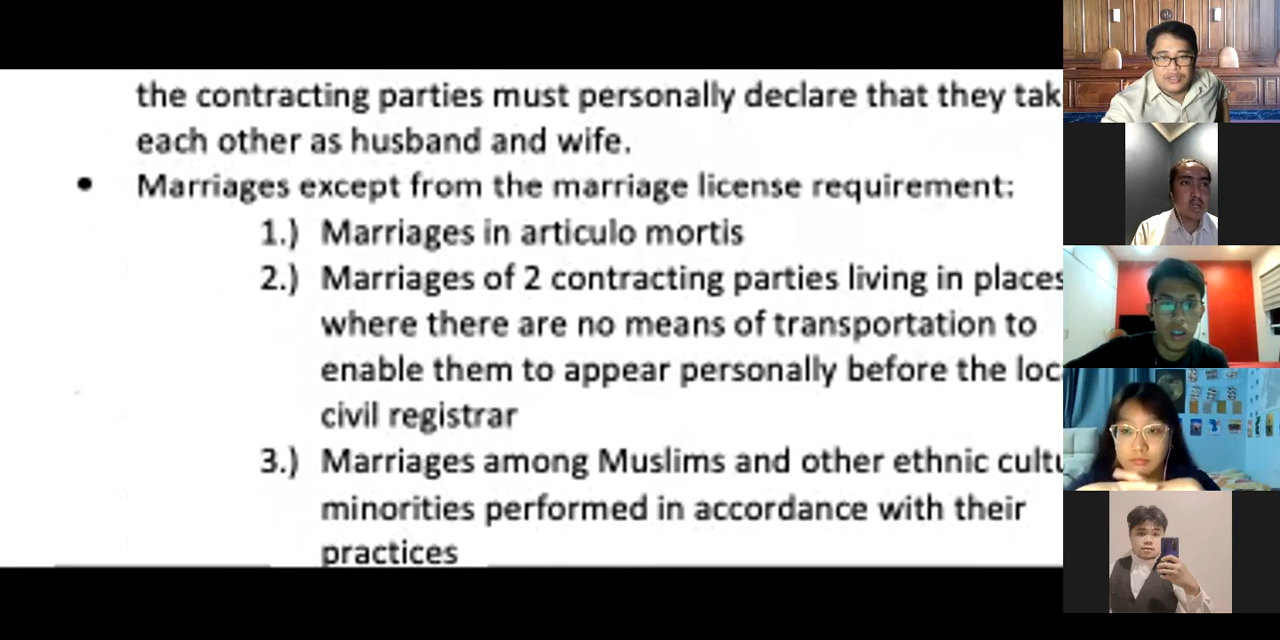 the contracting parties must personally declare that they tak
each other as husband and wife.
• Marriages except from the marriage license requirement:
1.) Marriages in articulo mortis
2.) Marriages of 2 contracting parties living in places
where there are no means of transportation to
enable them to appear personally before the loc
civil registrar
3.) Marriages among Muslims and other ethnic cultu
minorities performed in accordance with their
practices